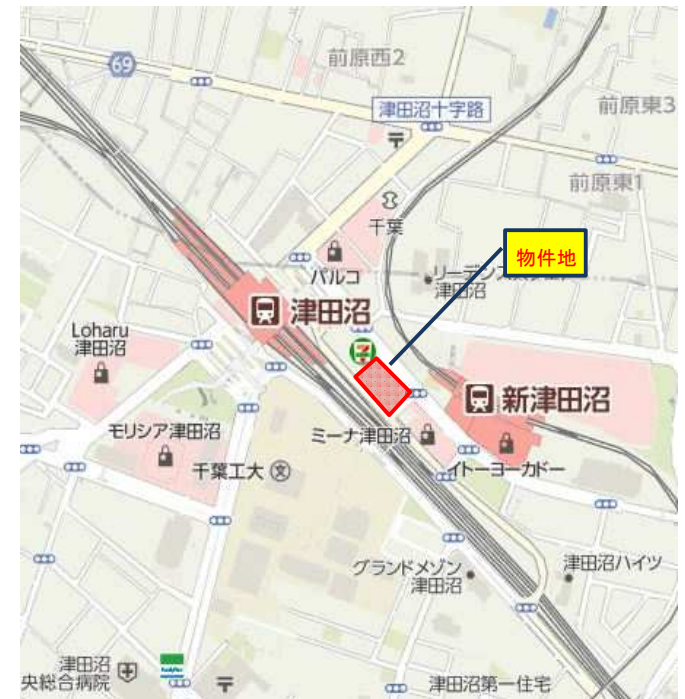 69
前原西2
津田沼十字路
前原東3
前原東1
千葉
物件地
パルコ
津田沼
津田沼
Loharu
津田沼
新津田沼
モリシア津田沼
ミーナ津田沼
イトーヨーカドー
千葉工大
文
グランドメゾン
津田沼
津田沼ハイツ
津田沼
央総合病院
FamilyMart
津田沼第一住宅